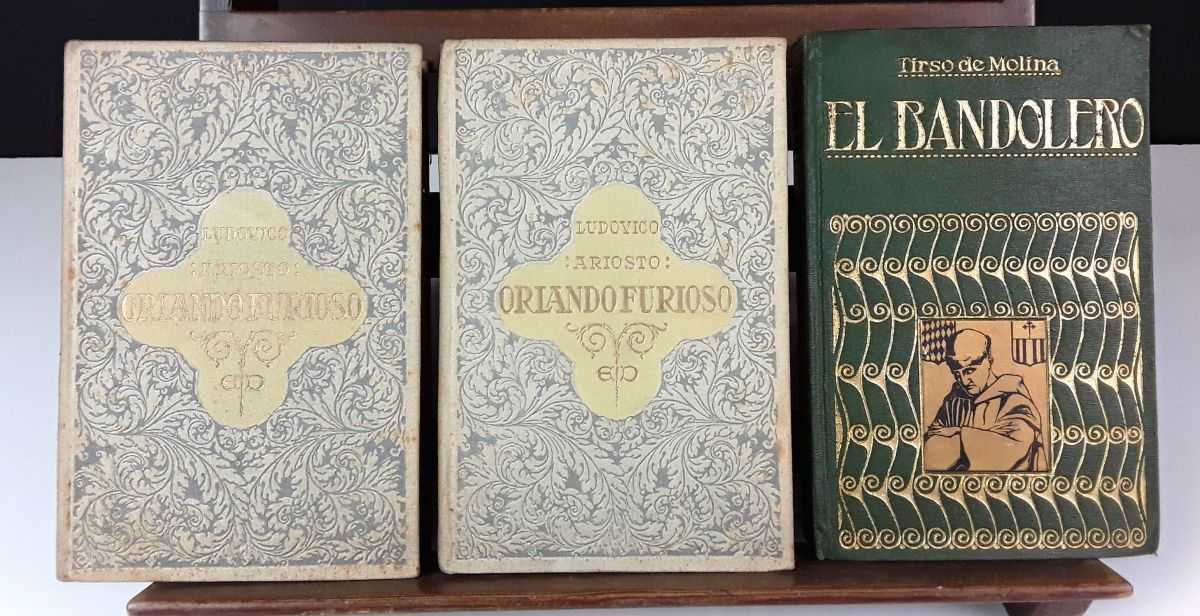 LUDOVICO
:ARIOSTO:
ORLANDO FURIOSO
LUDOVICO
:ARIOSTO:
ORLANDO FURIOSO
Tirso de Molina
EL BANDOLERO